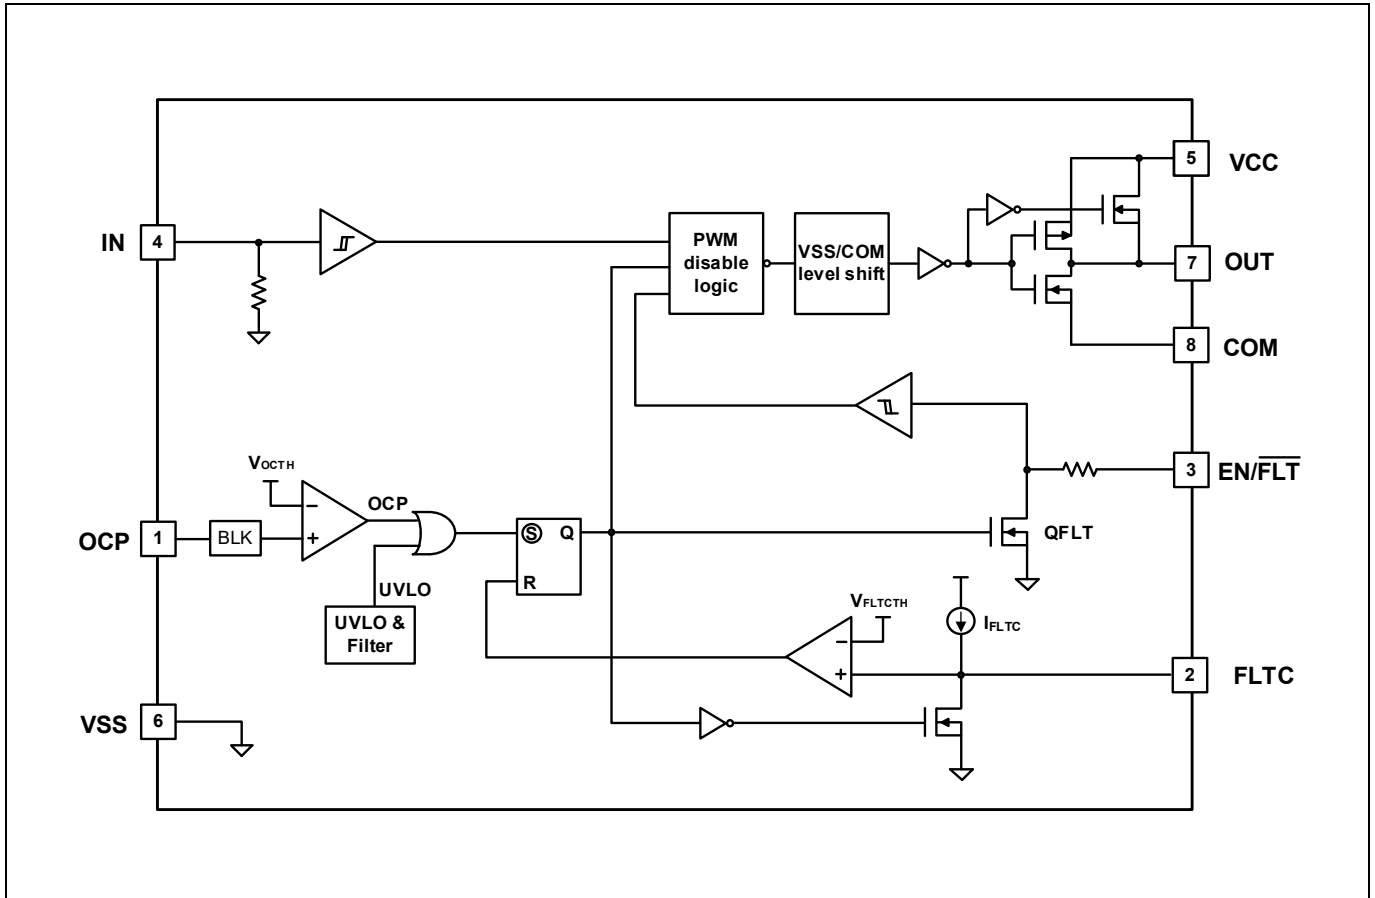 5
VCC
IN
4
PWM
disable
logic
VSS/COM
level shift
7
OUT
8
COM
VOCTH
3
EN/FLT
OCP
OCP
1
BLK
−
+
S
Q
R
QFLT
UVLO
UVLO &
Filter
VFLTCTH
IFLTC
−
+
2
FLTC
VSS
6